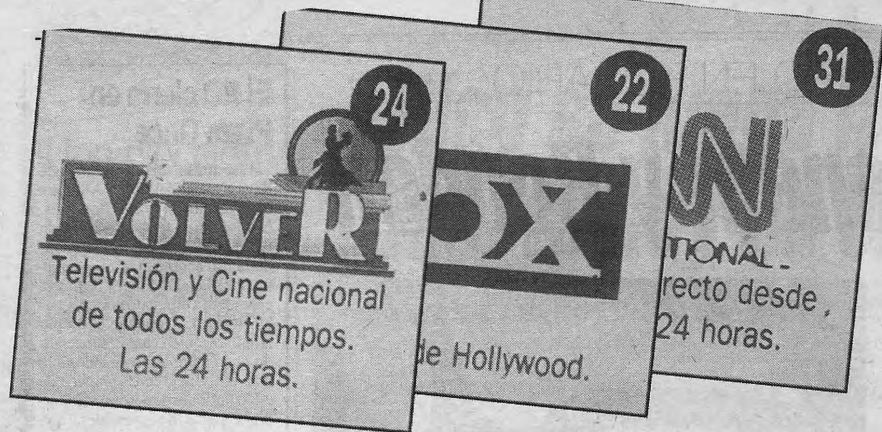 24
VOLVER
Televisión y Cine nacional
de todos los tiempos.
Las 24 horas.
22
OX
de Hollywood.
31
NN
TIONAL -
recto desde,
24 horas.